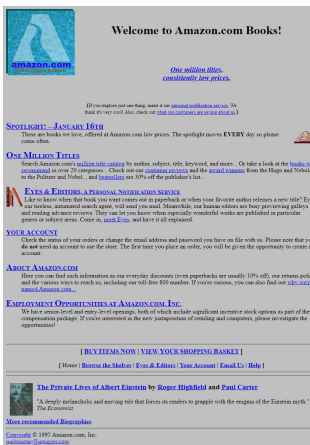 amazon.com
Welcome to Amazon.com Books!
One million titles,
consistently low prices.
(If you explore just one thing, make it our personal notification service. We
think it's very cool! Also, check out what our customers are saying about us.)
SPOTLIGHT! – JANUARY 16TH
These are books we love, offered at Amazon.com low prices. The spotlight moves EVERY day so please
come often.
ONE MILLION TITLES
Search Amazon.com's million title catalog by author, subject, title, keyword, and more... Or take a look at the books we
recommend in over 20 categories... Check out our customer reviews and the award winners from the Hugo and Nebula
to the Pulitzer and Nobel... and bestsellers are 30% off the publisher's list...
EYES & EDITORS, A PERSONAL NOTIFICATION SERVICE
Like to know when that book you want comes out in paperback or when your favorite author releases a new title? Ey
our tireless, automated search agent, will send you mail. Meanwhile, our human editors are busy previewing galleys
and reading advance reviews. They can let you know when especially wonderful works are published in particular
genres or subject areas. Come in, meet Eyes, and have it all explained.
YOUR ACCOUNT
Check the status of your orders or change the email address and password you have on file with us. Please note that yo
do not need an account to use the store. The first time you place an order, you will be given the opportunity to create a
account.
ABOUT AMAZON.COM
Here you can find such information as our everyday discounts (even paperbacks are usually 10% off), our returns poli
and the various ways to reach us, including our toll-free 800 number. If you're curious, you can also find out why we're
named Amazon.com...
EMPLOYMENT OPPORTUNITIES AT AMAZON.COM, INC.
We have senior-level and entry-level openings, both of which include significant incentive stock options as part of the
compensation package. If you're interested in the new juxtaposition of retailing and computers, please investigate the
opportunities!
[ BUY ITEMS NOW | VIEW YOUR SHOPPING BASKET ]
[ Home | Browse the Shelves | Eyes & Editors | Your Account | Email Us | Help ]
The Private Lives of Albert Einstein by Roger Highfield and Paul Carter
"A deeply melancholic and moving tale that forces its readers to grapple with the enigma of the Einstein myth."
The Economist
More recommended Biographies
Copyright © 1995 Amazon.com, Inc.
webmaster@amazon.com